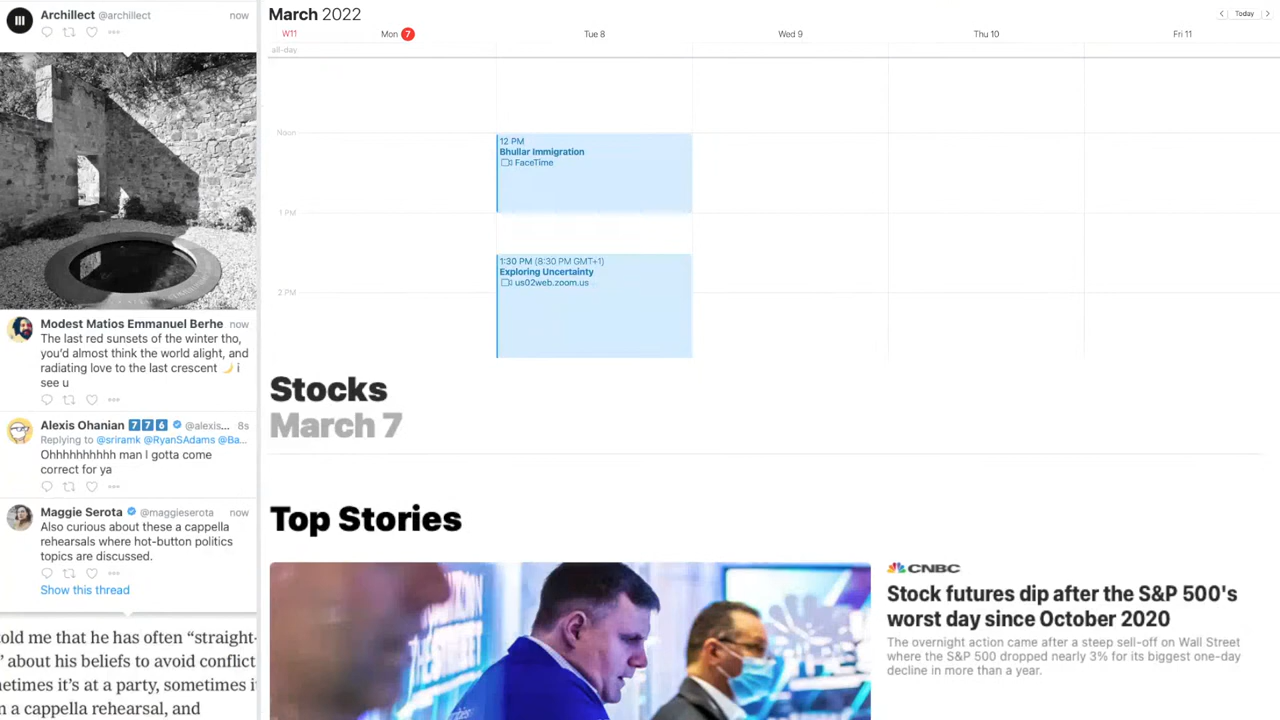 Archillect @archillect now
Modest Matios Emmanuel Berhe now
The last red sunsets of the winter tho,
you'd almost think the world alight, and
radiating love to the last crescent 🌙 i
see u
Alexis Ohanian 7 7 6 @alexis... 8s
Replying to @sriramk @RyanSAdams @Ba...
Ohhhhhhhhhh man I gotta come
correct for ya
Maggie Serota @maggieserota now
Also curious about these a cappella
rehearsals where hot-button politics
topics are discussed.
Show this thread
old me that he has often “straight-
” about his beliefs to avoid conflict
netimes it’s at a party, sometimes i
n a cappella rehearsal, and
March 2022
Today
W11 Mon 7 Tue 8 Wed 9 Thu 10 Fri 11
all-day
Noon
12 PM
Bhullar Immigration
FaceTime
1 PM
1:30 PM (8:30 PM GMT+1)
Exploring Uncertainty
us02web.zoom.us
2 PM
Stocks
March 7
Top Stories
CNBC
Stock futures dip after the S&P 500's
worst day since October 2020
The overnight action came after a steep sell-off on Wall Street
where the S&P 500 dropped nearly 3% for its biggest one-day
decline in more than a year.